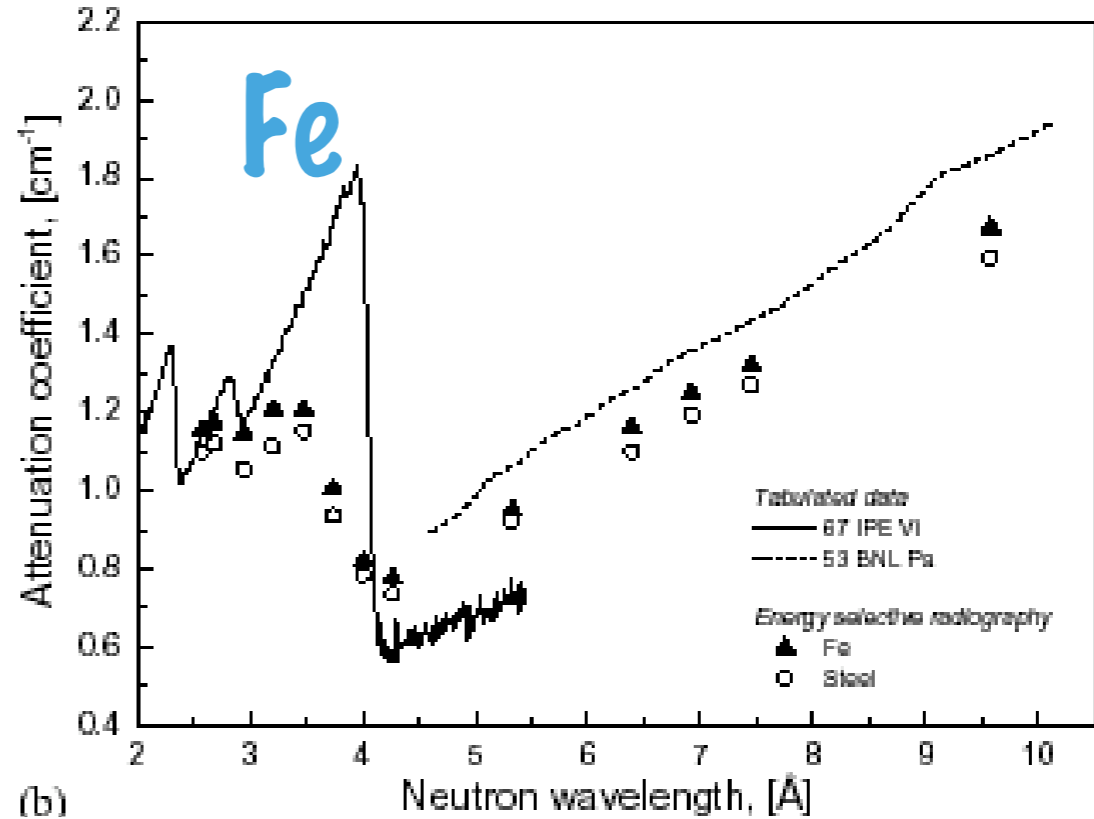 2.2
2.0
1.8
1.6
1.4
1.2
1.0
0.8
0.6
0.4
Attenuation coefficient, [cm⁻¹]
Fe
Tabulated data
67 IPE VI
53 BNL Pa
Energy selective radiography
Fe
Steel
2 3 4 5 6 7 8 9 10
Neutron wavelength, [Å]
(b)